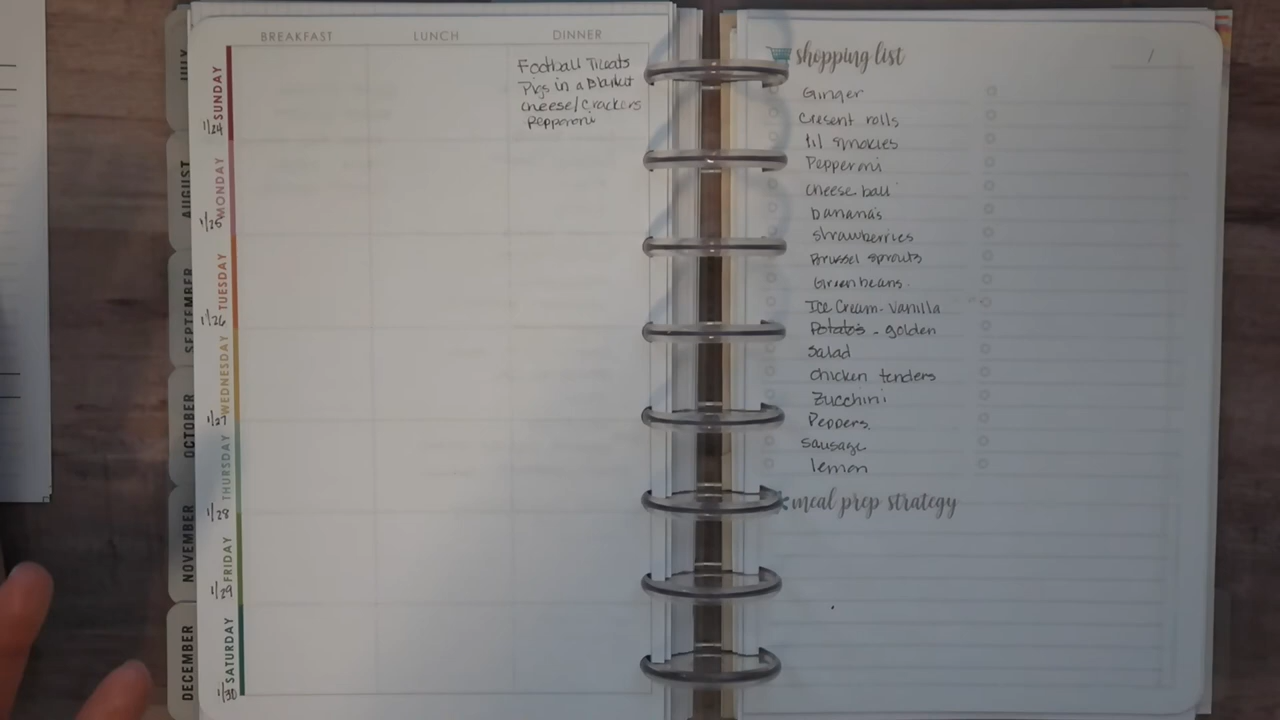 BREAKFAST LUNCH DINNER
SUNDAY
1/24
Football Treats
Pigs in a Blanket
Cheese/Crackers
Pepperoni
MONDAY
1/25
TUESDAY
1/26
WEDNESDAY
1/27
THURSDAY
1/28
FRIDAY
SATURDAY
1/30
JULY
AUGUST
SEPTEMBER
OCTOBER
NOVEMBER
DECEMBER
shopping list
/
Ginger
Cresent rolls
lil smokies
Pepperoni
Cheese ball
bananas
strawberries
Brussel sprouts
Green beans
Ice Cream - Vanilla
Potatos - golden
Salad
Chicken tenders
Zucchini
Peppers
Sausage
lemon
meal prep strategy